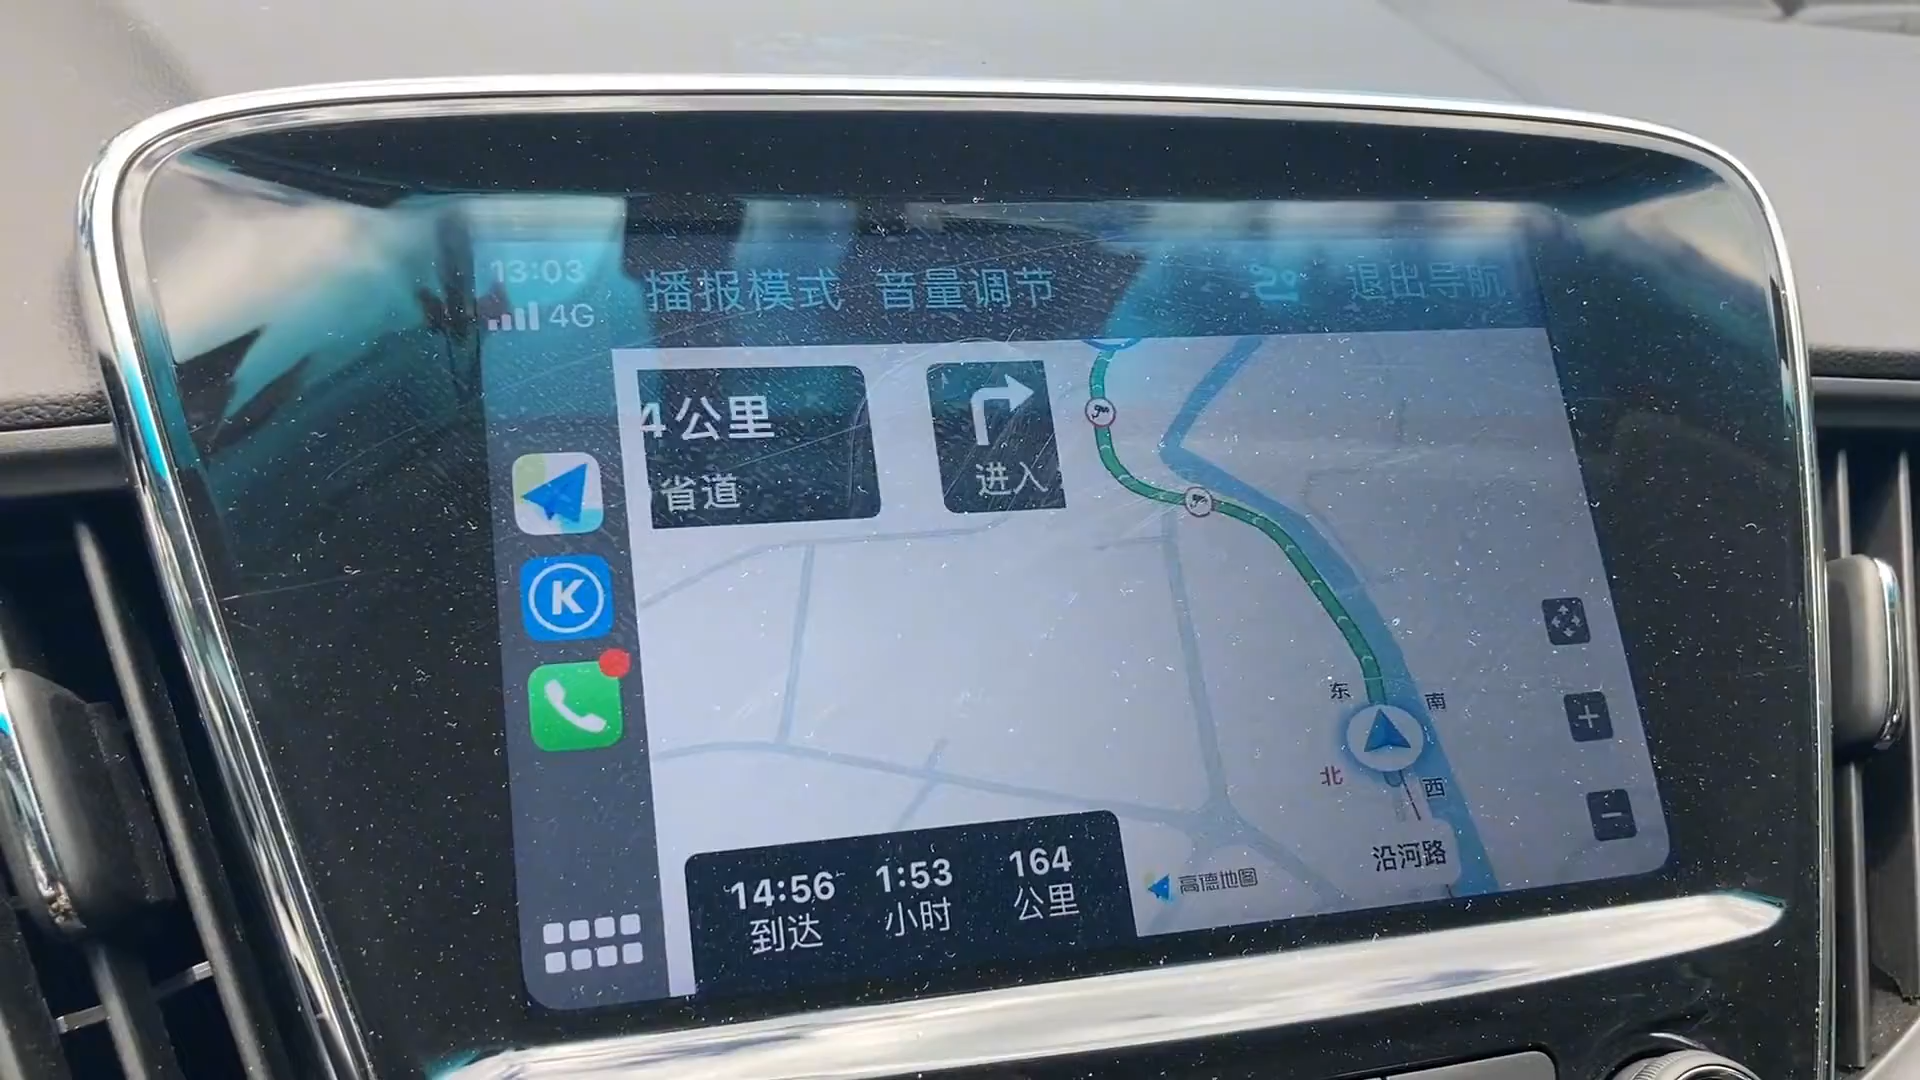 13:03
4G
播报模式 音量调节
退出导航
4公里
省道
进入
K
东
南
北
西
沿河路
高德地图
14:56
到达
1:53
小时
164
公里